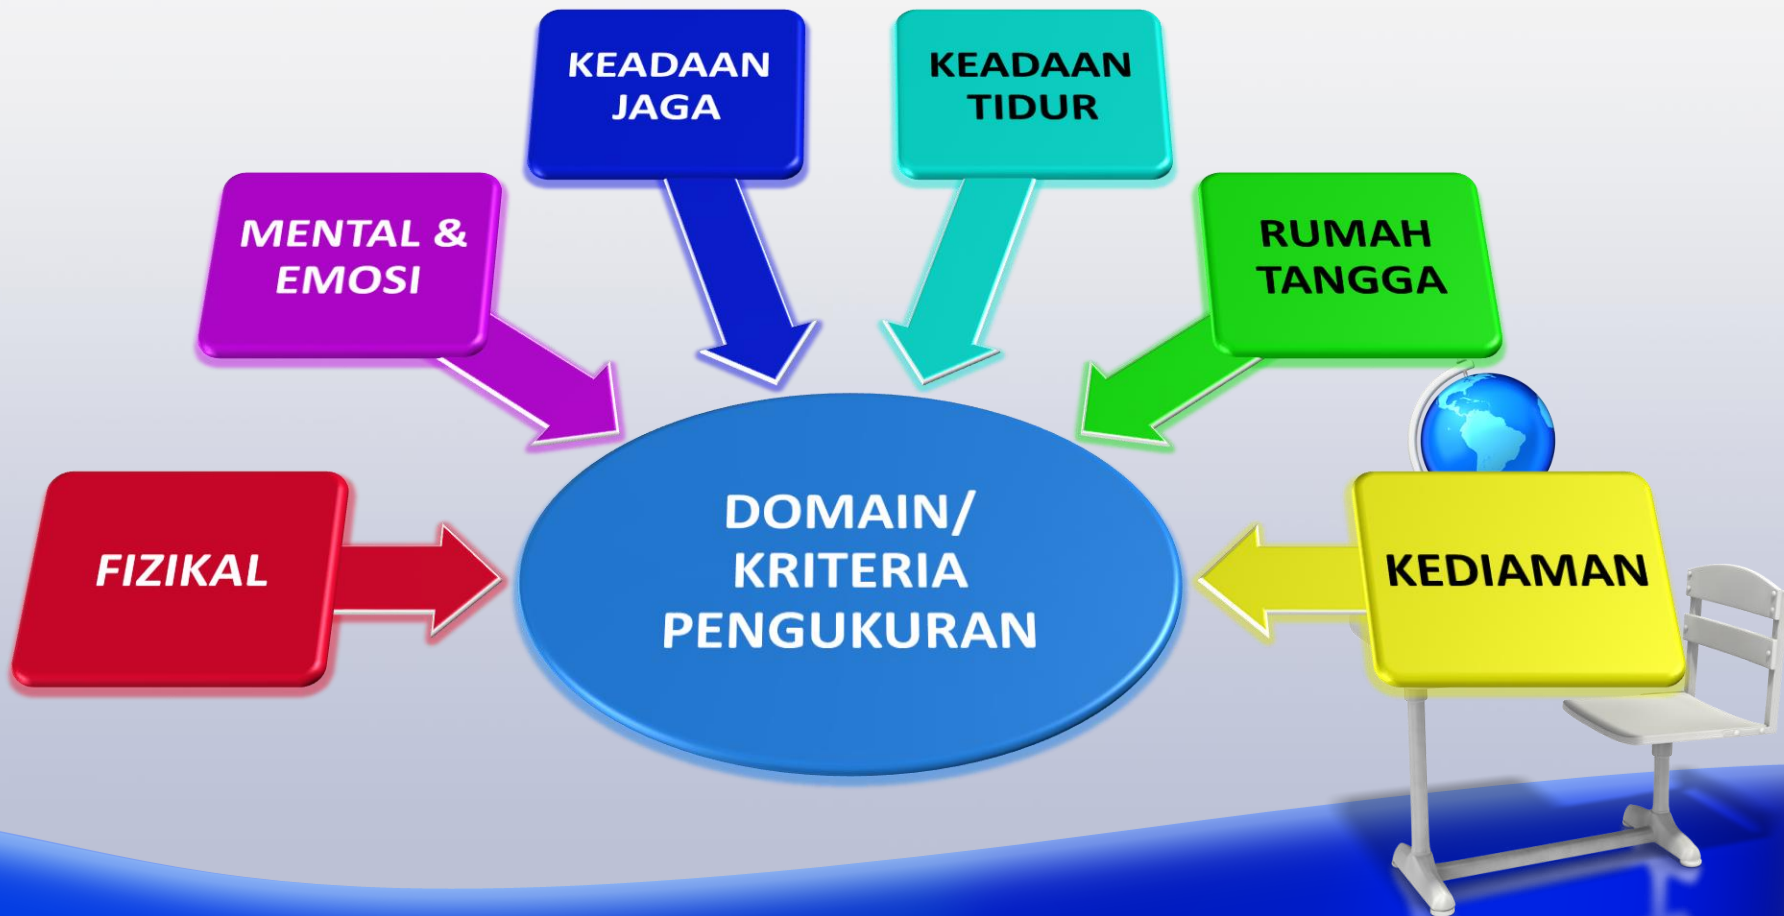 KEADAAN
JAGA
KEADAAN
TIDUR
MENTAL &
EMOSI
RUMAH
TANGGA
FIZIKAL
DOMAIN/
KRITERIA
PENGUKURAN
KEDIAMAN